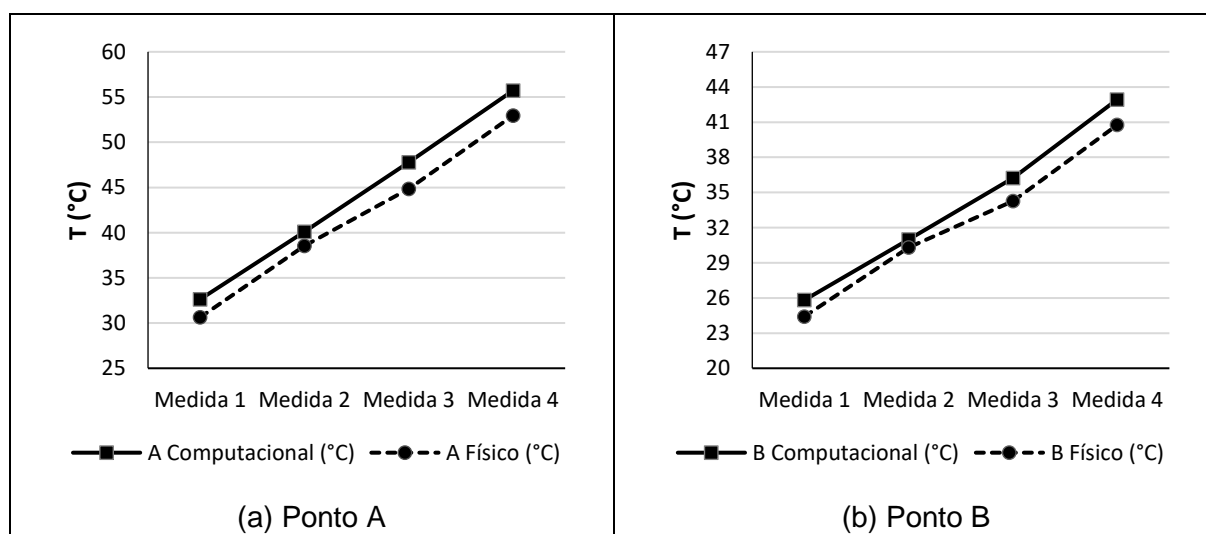 60
55
50
45
40
35
30
25
T (°C)
Medida 1 Medida 2 Medida 3 Medida 4
A Computacional (°C) A Físico (°C)
(a) Ponto A
47
44
41
38
35
32
29
26
23
20
T (°C)
Medida 1 Medida 2 Medida 3 Medida 4
B Computacional (°C) B Físico (°C)
(b) Ponto B